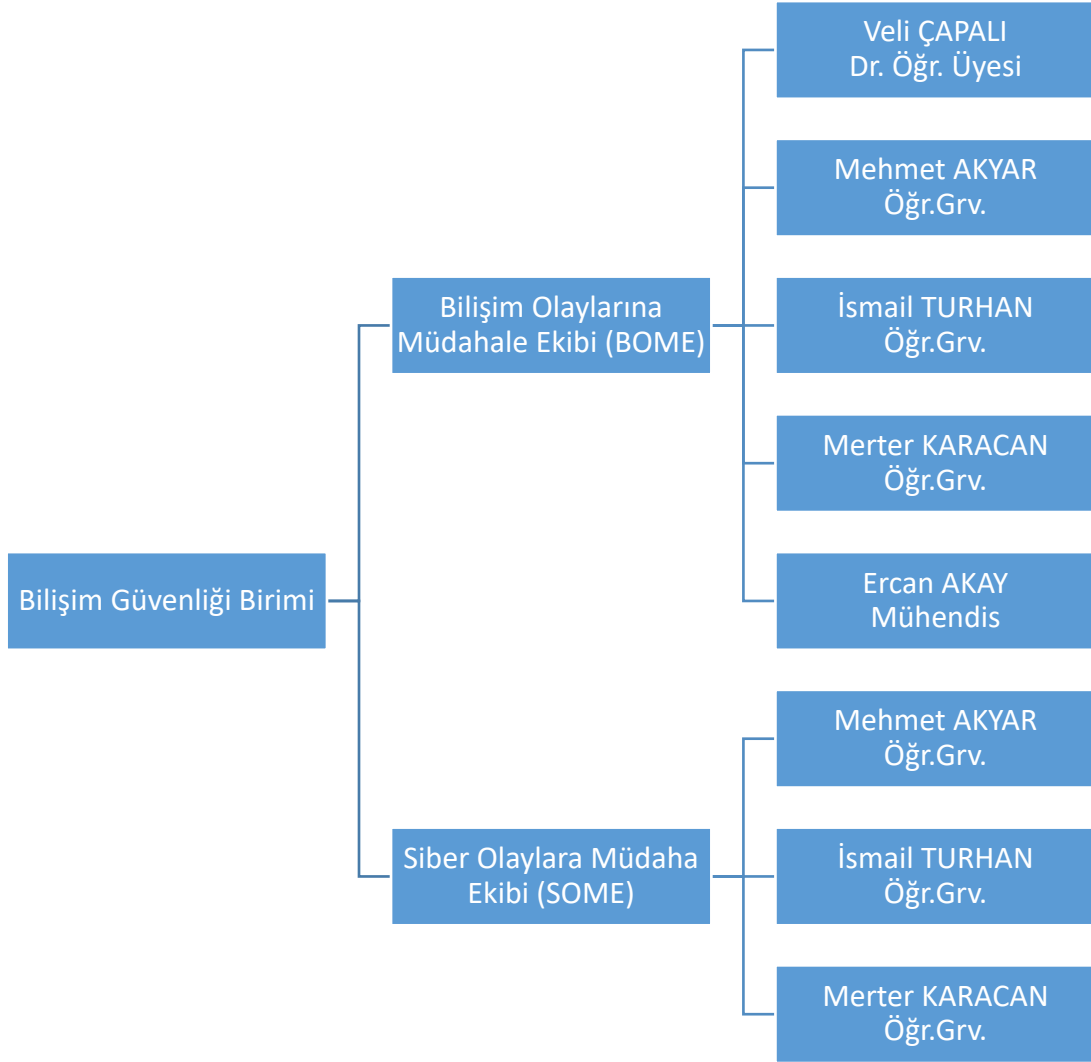 Bilişim Güvenliği Birimi
Bilişim Olaylarına
Müdahale Ekibi (BOME)
Veli ÇAPALI
Dr. Öğr. Üyesi
Mehmet AKYAR
Öğr.Grv.
İsmail TURHAN
Öğr.Grv.
Merter KARACAN
Öğr.Grv.
Ercan AKAY
Mühendis
Siber Olaylara Müdaha
Ekibi (SOME)
Mehmet AKYAR
Öğr.Grv.
İsmail TURHAN
Öğr.Grv.
Merter KARACAN
Öğr.Grv.